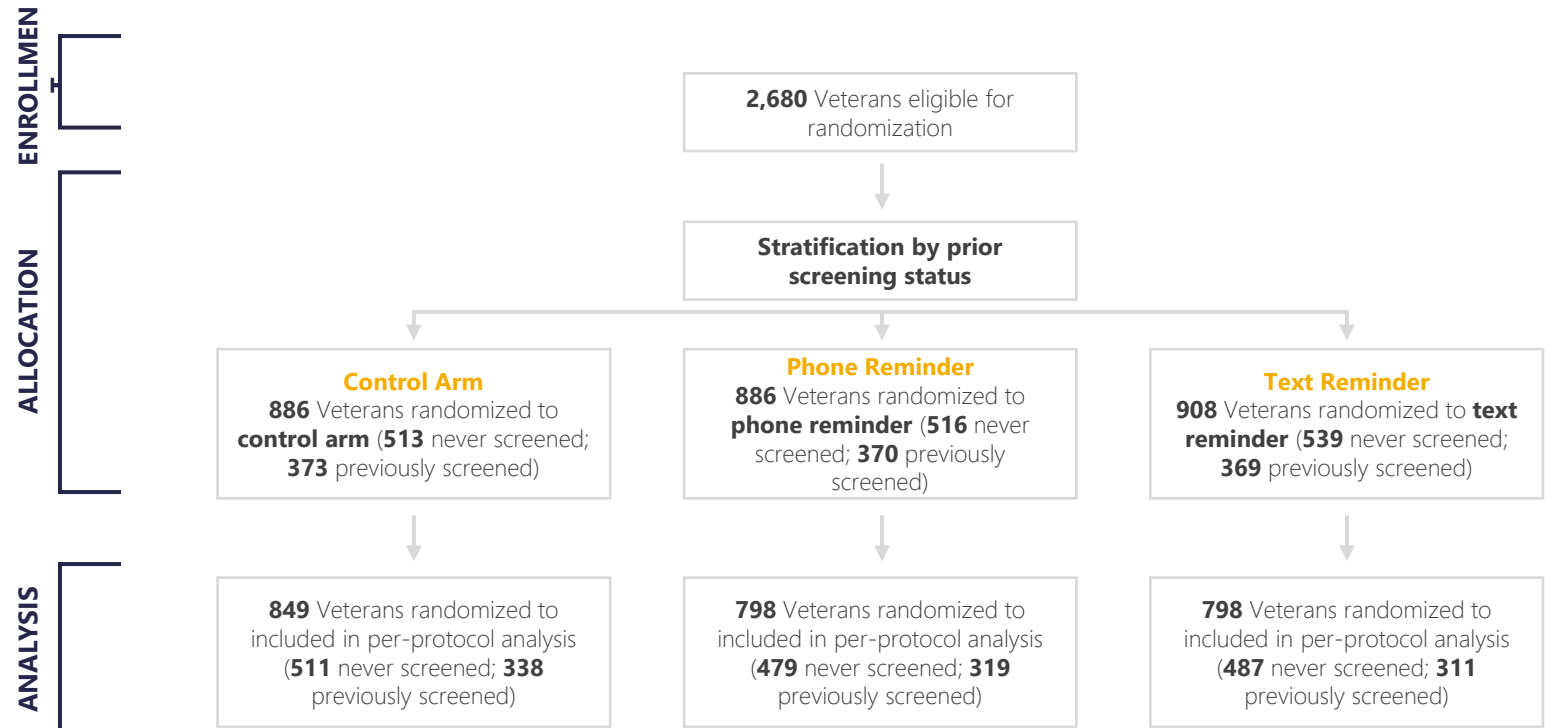 ENROLLMEN
T
2,680 Veterans eligible for
randomization
ALLOCATION
Stratification by prior
screening status
Control Arm
886 Veterans randomized to
control arm (513 never screened;
373 previously screened)
Phone Reminder
886 Veterans randomized to
phone reminder (516 never
screened; 370 previously
screened)
Text Reminder
908 Veterans randomized to text
reminder (539 never screened;
369 previously screened)
ANALYSIS
849 Veterans randomized to
included in per-protocol analysis
(511 never screened; 338
previously screened)
798 Veterans randomized to
included in per-protocol analysis
(479 never screened; 319
previously screened)
798 Veterans randomized to
included in per-protocol analysis
(487 never screened; 311
previously screened)